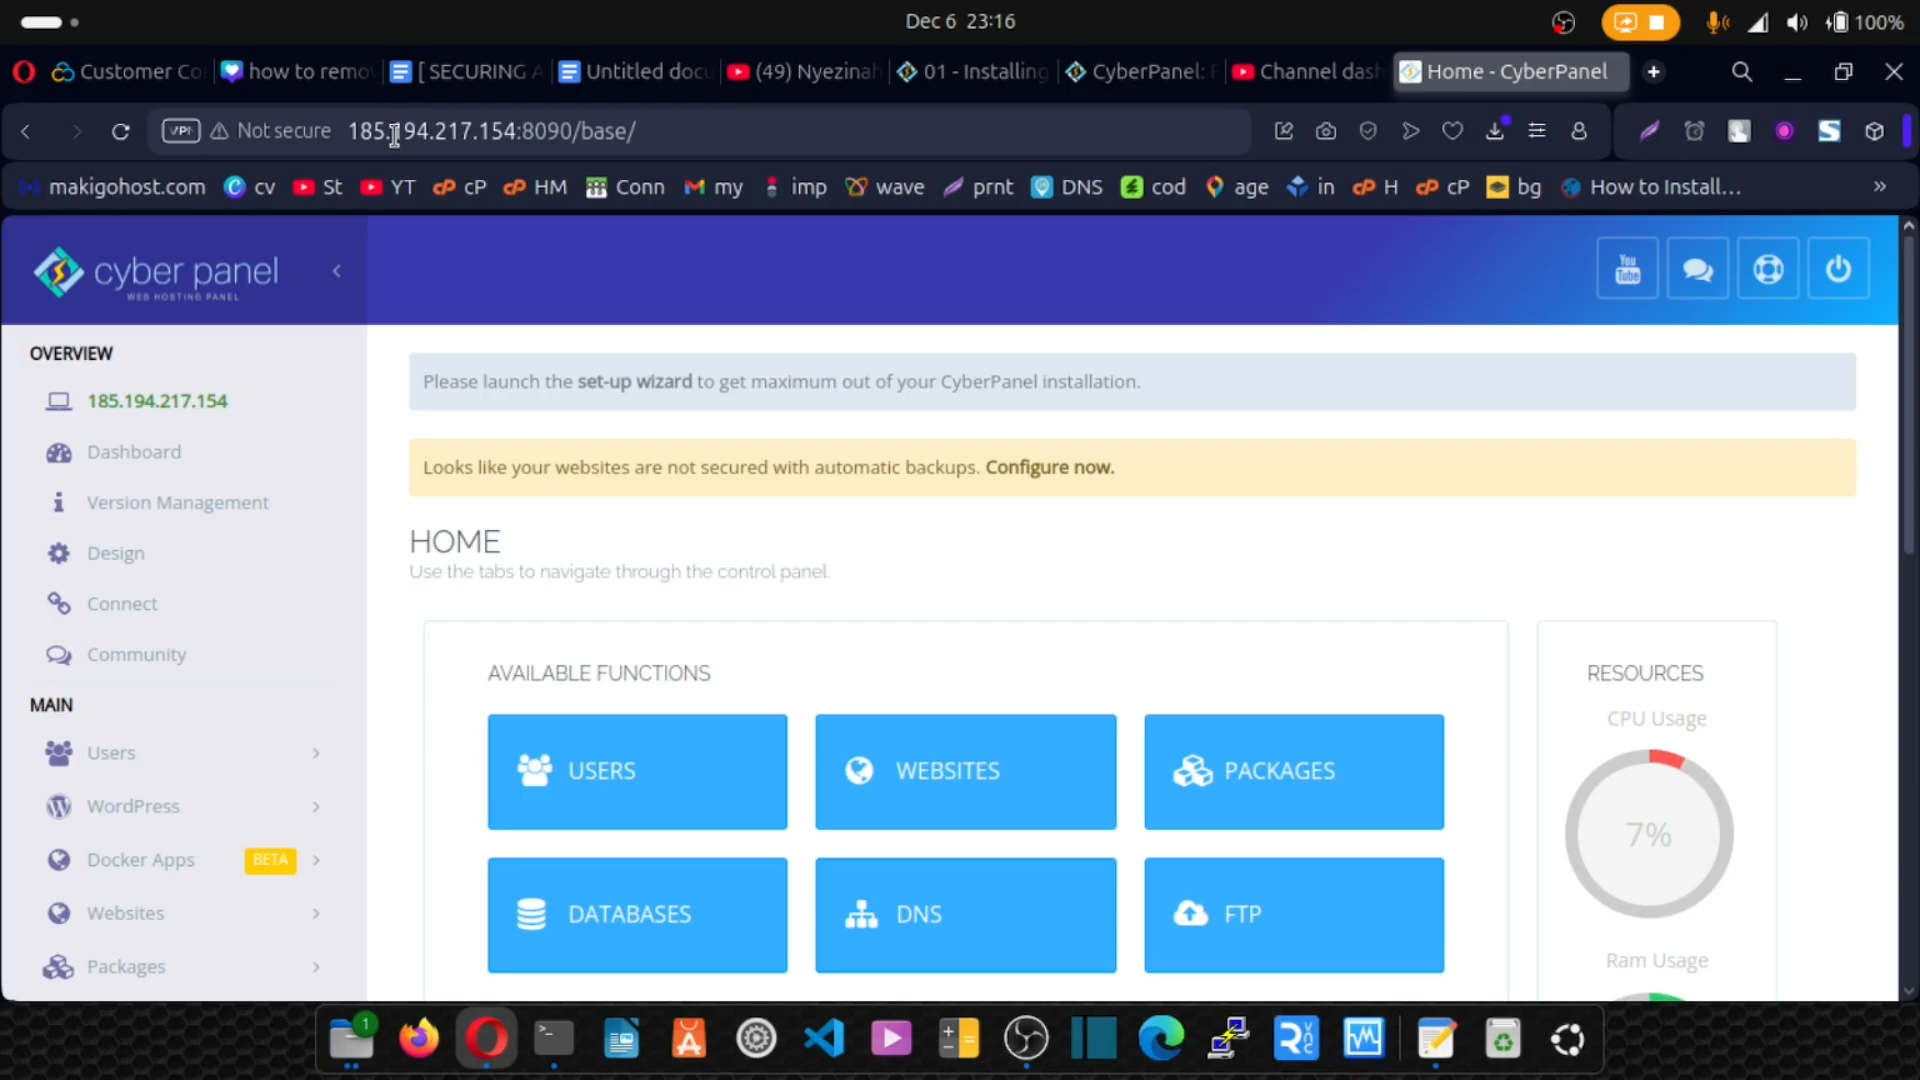 Dec 6 23:16
100%
Customer Co
how to remov
[ SECURING A
Untitled docu
(49) Nyezinah
01 - Installing
CyberPanel: F
Channel dash
Home - CyberPanel
VPN
Not secure
185.194.217.154:8090/base/
makigohost.com
cv
St
YT
cP
HM
Conn
my
imp
wave
prnt
DNS
cod
age
in
H
cP
bg
How to Install…
cyber panel
WEB HOSTING PANEL
You
Tube
OVERVIEW
185.194.217.154
Dashboard
Version Management
Design
Connect
Community
MAIN
Users
WordPress
Docker Apps
BETA
Websites
Packages
Please launch the set-up wizard to get maximum out of your CyberPanel installation.
Looks like your websites are not secured with automatic backups. Configure now.
HOME
Use the tabs to navigate through the control panel.
AVAILABLE FUNCTIONS
USERS
WEBSITES
PACKAGES
DATABASES
DNS
FTP
RESOURCES
CPU Usage
7%
Ram Usage
1